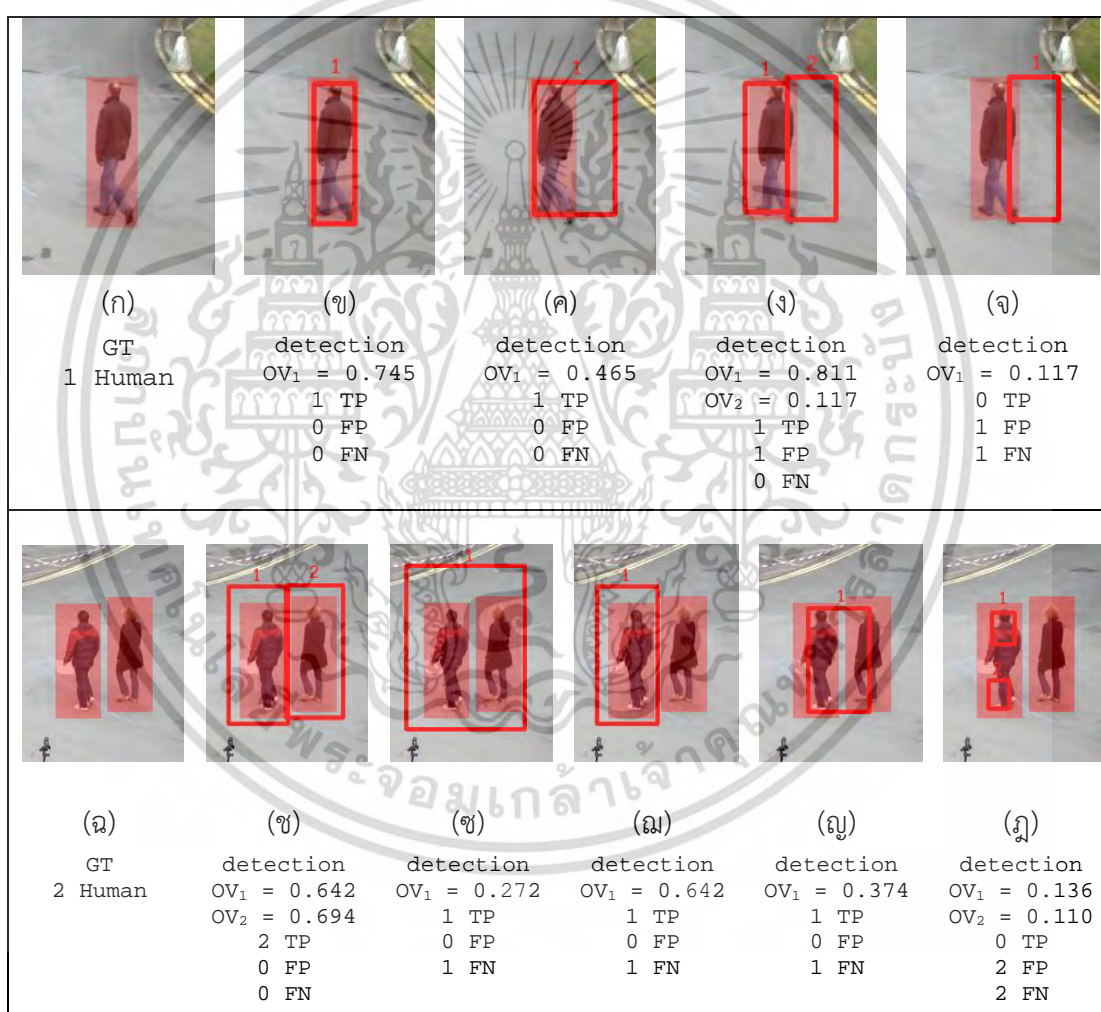 1
1
1
2
1
(ก)
(ข)
(ค)
(ง)
(จ)
GT
1 Human
detection
OV₁ = 0.745
1 TP
0 FP
0 FN
detection
OV₁ = 0.465
1 TP
0 FP
0 FN
detection
OV₁ = 0.811
OV₂ = 0.117
1 TP
1 FP
0 FN
detection
OV₁ = 0.117
0 TP
1 FP
1 FN
1
2
1
1
1
1
(ฉ)
(ช)
(ซ)
(ฌ)
(ญ)
(ฎ)
GT
2 Human
detection
OV₁ = 0.642
OV₂ = 0.694
2 TP
0 FP
0 FN
detection
OV₁ = 0.272
1 TP
0 FP
1 FN
detection
OV₁ = 0.642
1 TP
0 FP
1 FN
detection
OV₁ = 0.374
1 TP
0 FP
1 FN
detection
OV₁ = 0.136
OV₂ = 0.110
0 TP
2 FP
2 FN